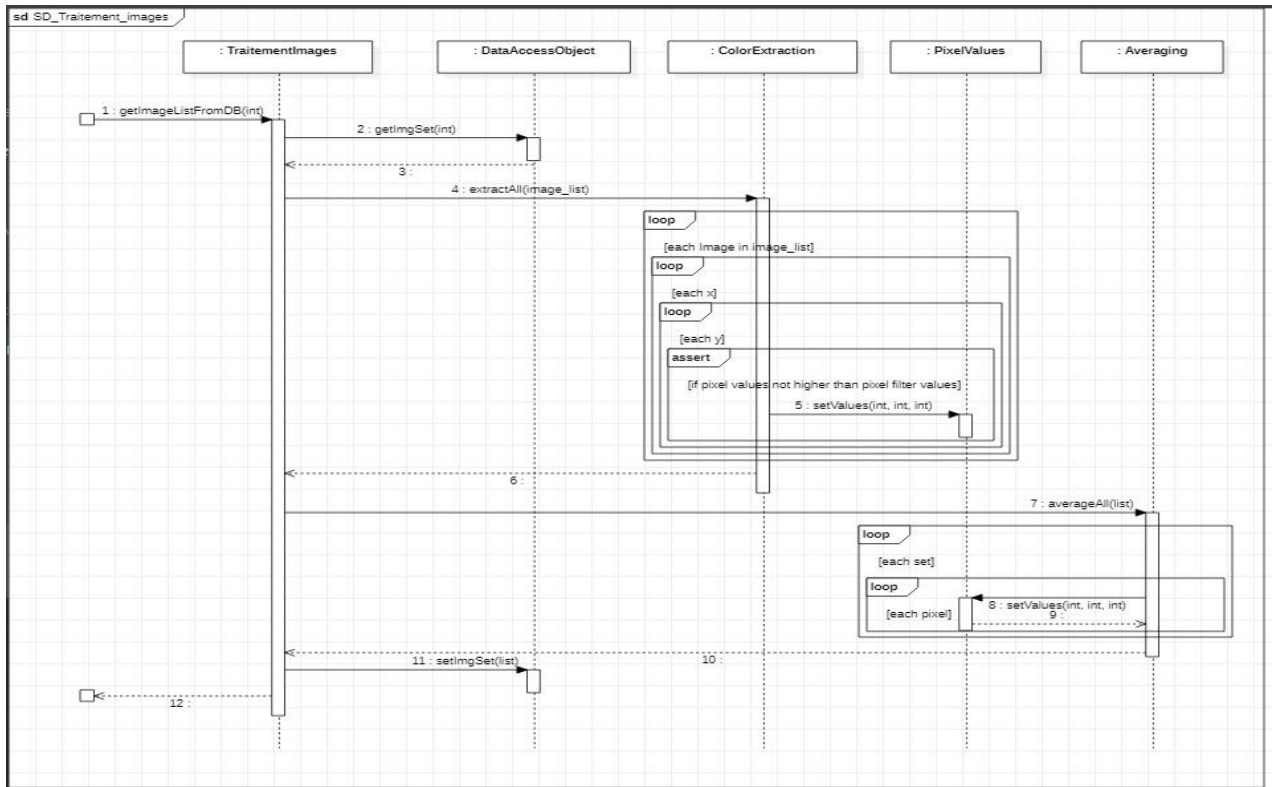 sd SD_Traitement_images
: TraitementImages
: DataAccessObject
: ColorExtraction
: PixelValues
: Averaging
1 : getImageListFromDB(int)
2 : getImgSet(int)
3 :
4 : extractAll(image_list)
loop
[each Image in image_list]
loop
[each x]
loop
[each y]
assert
[if pixel values not higher than pixel filter values]
5 : setValues(int, int, int)
6 :
7 : averageAll(list)
loop
[each set]
loop
[each pixel]
8 : setValues(int, int, int)
9 :
10 :
11 : setImgSet(list)
12 :